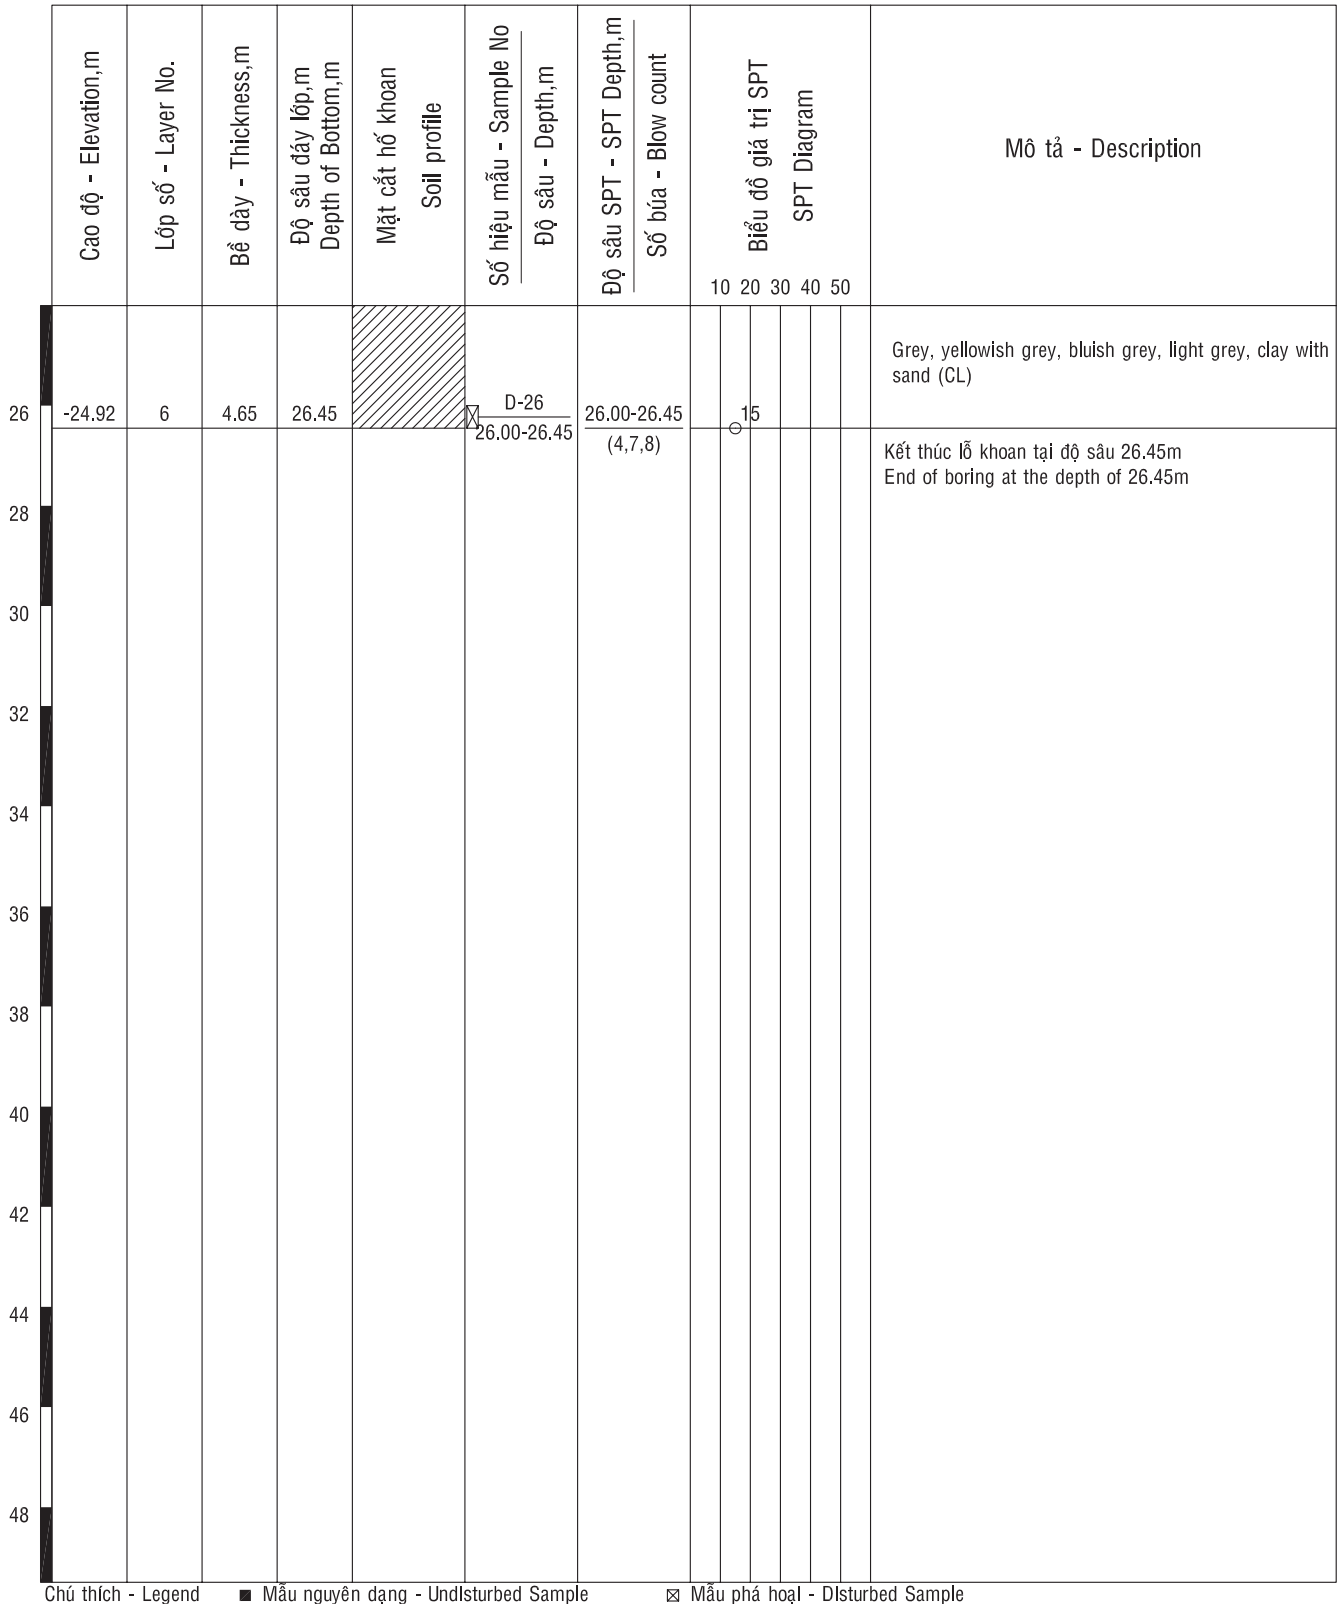 Cao độ - Elevation,m
Lớp số - Layer No.
Bề dày - Thickness,m
Độ sâu đáy lớp,m
Depth of Bottom,m
Mặt cắt hố khoan
Soil profile
Số hiệu mẫu - Sample No
Độ sâu - Depth,m
Độ sâu SPT - SPT Depth,m
Số búa - Blow count
Biểu đồ giá trị SPT
SPT Diagram
10 20 30 40 50
Mô tả - Description
Grey, yellowish grey, bluish grey, light grey, clay with
sand (CL)
26
-24.92
6
4.65
26.45
D-26
26.00-26.45
26.00-26.45
(4,7,8)
15
Kết thúc lỗ khoan tại độ sâu 26.45m
End of boring at the depth of 26.45m
28
30
32
34
36
38
40
42
44
46
48
Chú thích - Legend
Mẫu nguyên dạng - Undisturbed Sample
Mẫu phá hoại - Disturbed Sample